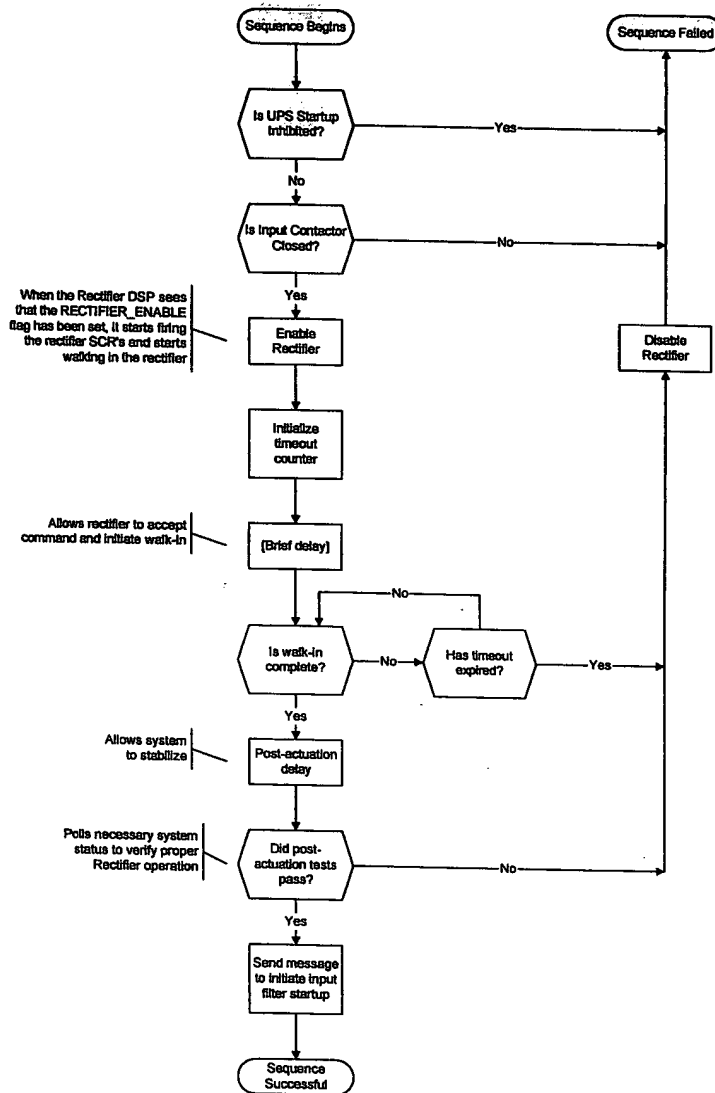 Sequence Begins
Sequence Failed
Is UPS Startup
Inhibited?
Yes
No
Is Input Contactor
Closed?
No
Yes
When the Rectifier DSP sees
that the RECTIFIER_ENABLE
flag has been set, it starts firing
the rectifier SCR's and starts
walking in the rectifier
Enable
Rectifier
Disable
Rectifier
Initialize
timeout
counter
Allows rectifier to accept
command and initiate walk-in
[Brief delay]
No
Is walk-in
complete?
No
Has timeout
expired?
Yes
Yes
Allows system
to stabilize
Post-actuation
delay
Polls necessary system
status to verify proper
Rectifier operation
Did post-
actuation tests
pass?
No
Yes
Send message
to initiate input
filter startup
Sequence
Successful